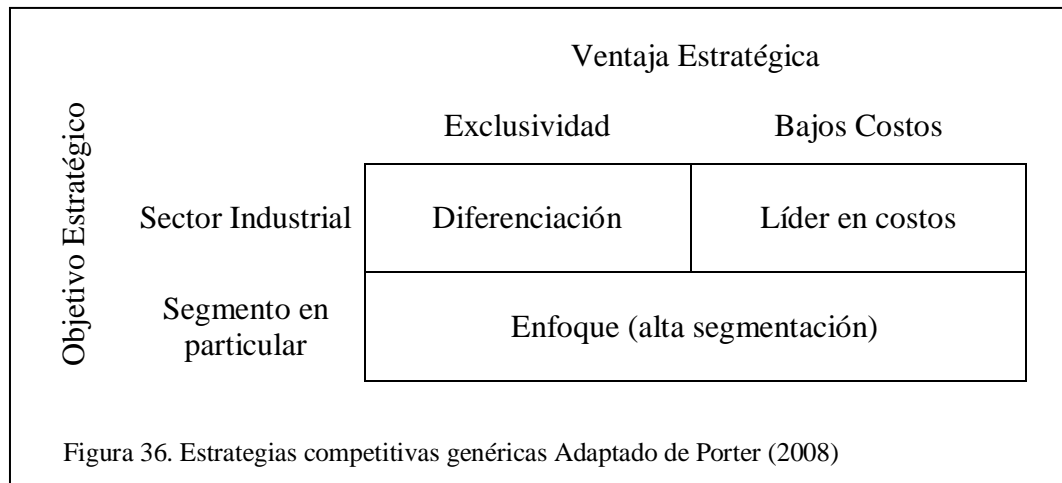 Ventaja Estratégica
Exclusividad
Bajos Costos
Objetivo Estratégico
Sector Industrial
Diferenciación
Líder en costos
Segmento en
particular
Enfoque (alta segmentación)
Figura 36. Estrategias competitivas genéricas Adaptado de Porter (2008)